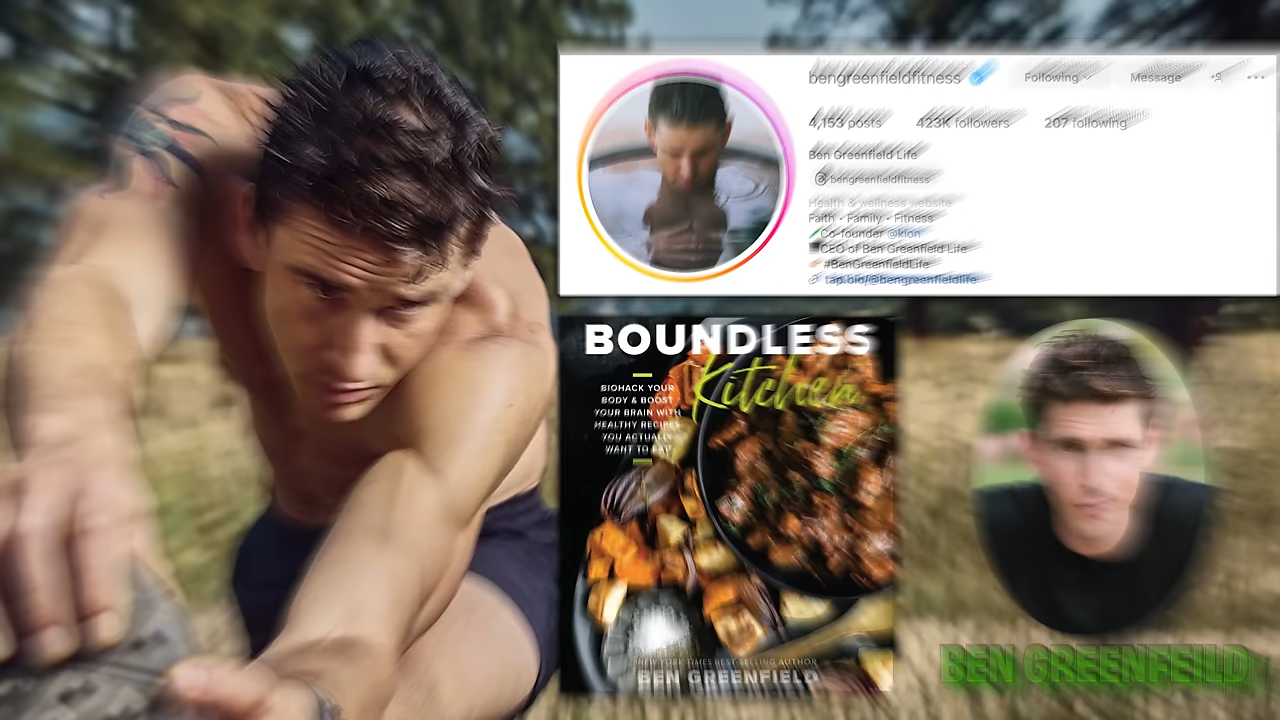 bengreenfieldfitness Following Message
4,153 posts 423K followers 207 following
Ben Greenfield Life
bengreenfieldfitness
Health & wellness website
Faith • Family • Fitness
Co-founder @kion
CEO of Ben Greenfield Life
#BenGreenfieldLife
tap.bio/@bengreenfieldlife
BOUNDLESS
Kitchen
BIOHACK YOUR
BODY & BOOST
YOUR BRAIN WITH
HEALTHY RECIPES
YOU ACTUALLY
WANT TO EAT
NEW YORK TIMES BEST-SELLING AUTHOR
BEN GREENFIELD
BEN GREENFEILD